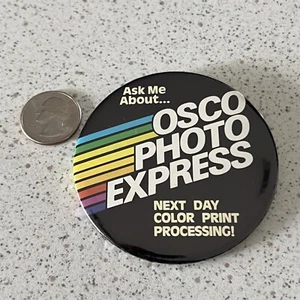 Ask Me
About...
OSCO
PHOTO
EXPRESS
NEXT DAY
COLOR PRINT
PROCESSING!